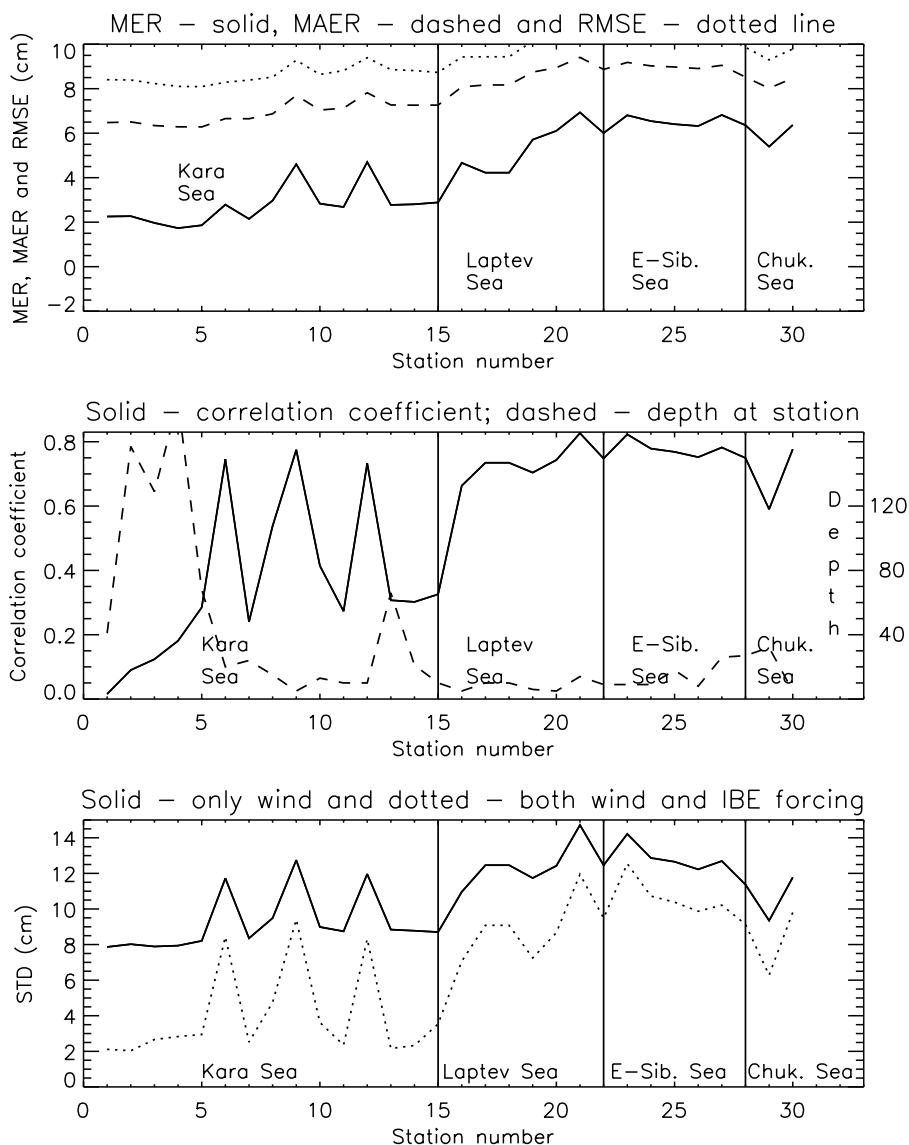 MER – solid, MAER – dashed and RMSE – dotted line
MER, MAER and RMSE (cm)
10
8
6
4
2
0
−2
Kara
Sea
Laptev
Sea
E−Sib.
Sea
Chuk.
Sea
0 5 10 15 20 25 30
Station number
Solid – correlation coefficient; dashed – depth at station
Correlation coefficient
0.8
0.6
0.4
0.2
0.0
Kara
Sea
Laptev
Sea
E−Sib.
Sea
Chuk.
Sea
Depth
120
80
40
0 5 10 15 20 25 30
Station number
Solid – only wind and dotted – both wind and IBE forcing
STD (cm)
14
12
10
8
6
4
2
0
Kara Sea Laptev Sea E−Sib. Sea Chuk. Sea
0 5 10 15 20 25 30
Station number